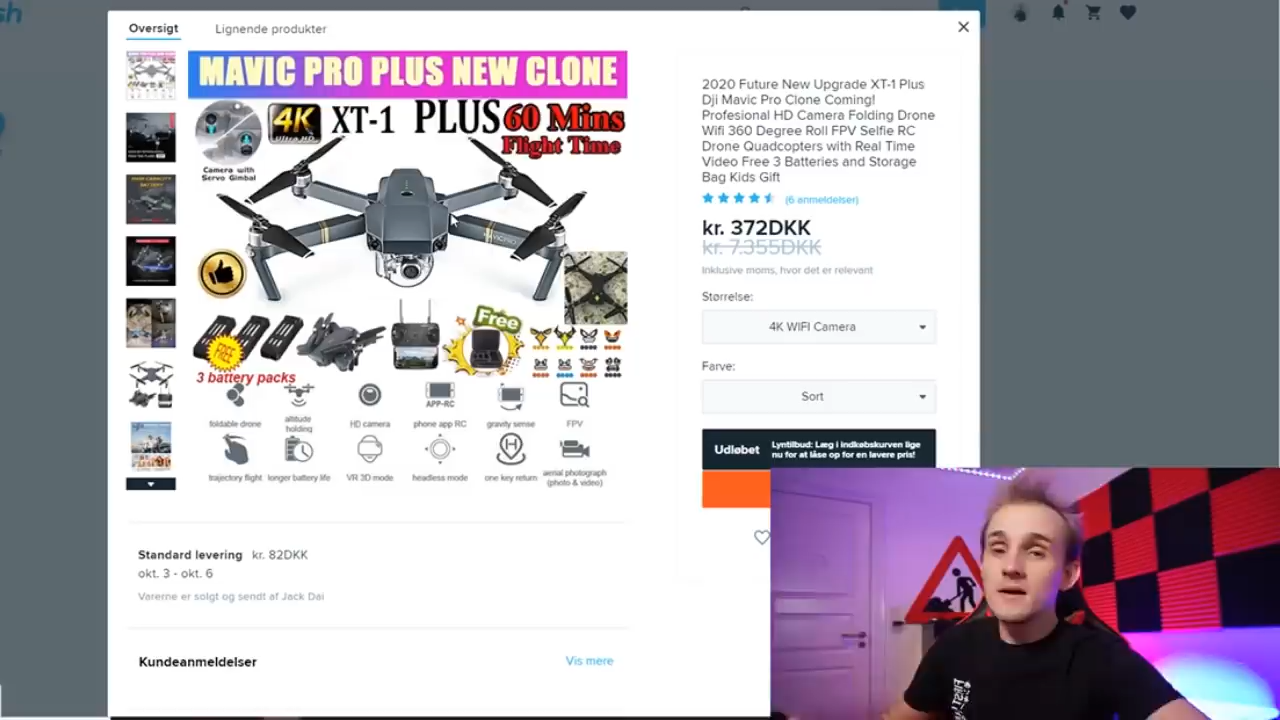 sh
Oversigt
Lignende produkter
MAVIC PRO PLUS NEW CLONE
4K
Ultra HD
XT-1 PLUS
60 Mins
Flight Time
Camera with
Servo Gimbal
MAVIC PRO
Free
3 battery packs
foldable drone
altitude
holding
HD camera
APP-RC
phone app RC
gravity sense
FPV
trajectory flight
longer battery life
VR 3D mode
headless mode
one key return
aerial photograph
(photo & video)
2020 Future New Upgrade XT-1 Plus
Dji Mavic Pro Clone Coming!
Profesional HD Camera Folding Drone
Wifi 360 Degree Roll FPV Selfie RC
Drone Quadcopters with Real Time
Video Free 3 Batteries and Storage
Bag Kids Gift
(6 anmeldelser)
kr. 372DKK
kr. 7.355DKK
Inklusive moms, hvor det er relevant
Størrelse:
4K WIFI Camera
Farve:
Sort
Udløbet
Lyntilbud: Læg i indkøbskurven lige
nu for at låse op for en lavere pris!
Standard levering kr. 82DKK
okt. 3 - okt. 6
Varerne er solgt og sendt af Jack Dai
Kundeanmeldelser
Vis mere